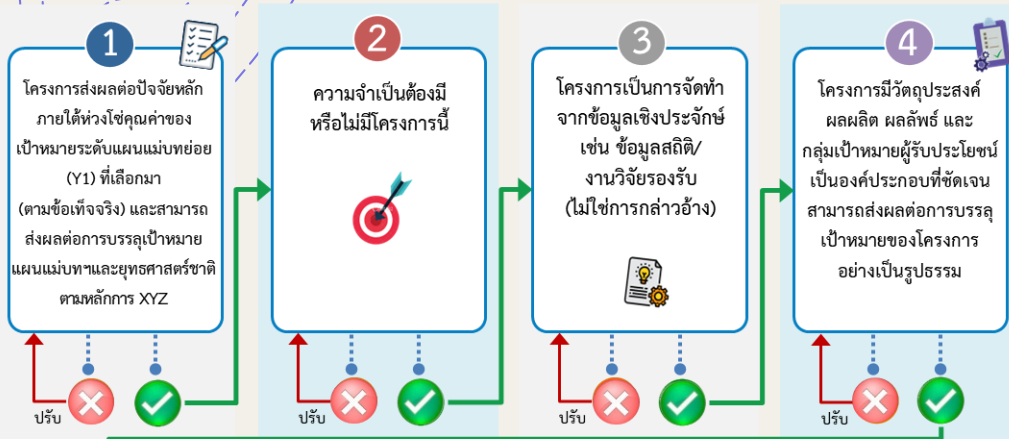 1
โครงการส่งผลต่อปัจจัยหลัก
ภายใต้ห่วงโซ่คุณค่าของ
เป้าหมายระดับแผนแม่บทย่อย
(Y1) ที่เลือกมา
(ตามข้อเท็จจริง) และสามารถ
ส่งผลต่อการบรรลุเป้าหมาย
แผนแม่บทฯและยุทธศาสตร์ชาติ
ตามหลักการ XYZ
ปรับ
2
ความจำเป็นต้องมี
หรือไม่มีโครงการนี้
ปรับ
3
โครงการเป็นการจัดทำ
จากข้อมูลเชิงประจักษ์
เช่น ข้อมูลสถิติ/
งานวิจัยรองรับ
(ไม่ใช่การกล่าวอ้าง)
ปรับ
4
โครงการมีวัตถุประสงค์
ผลผลิต ผลลัพธ์ และ
กลุ่มเป้าหมายผู้รับประโยชน์
เป็นองค์ประกอบที่ชัดเจน
สามารถส่งผลต่อการบรรลุ
เป้าหมายของโครงการ
อย่างเป็นรูปธรรม
ปรับ